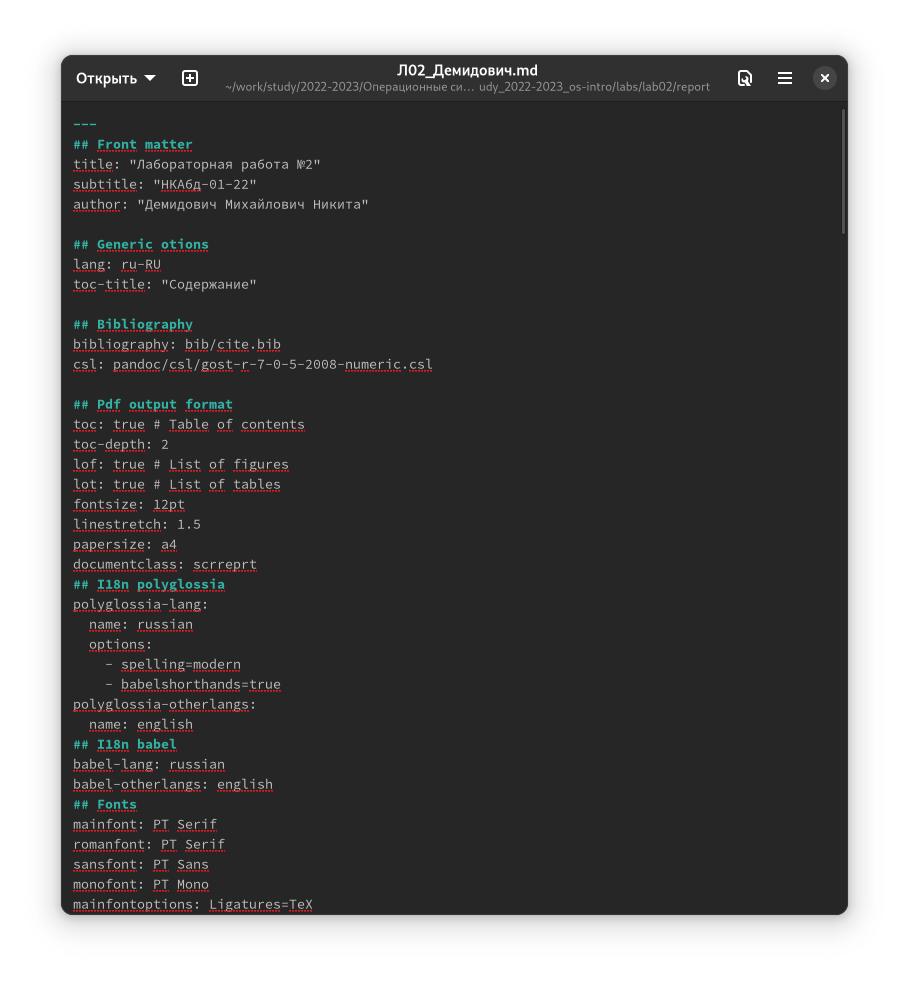 Открыть
Л02_Демидович.md
~/work/study/2022-2023/Операционные си… udy_2022-2023_os-intro/labs/lab02/report
---
## Front matter
title: "Лабораторная работа №2"
subtitle: "НКАбд-01-22"
author: "Демидович Михайлович Никита"
## Generic otions
lang: ru-RU
toc-title: "Содержание"
## Bibliography
bibliography: bib/cite.bib
csl: pandoc/csl/gost-r-7-0-5-2008-numeric.csl
## Pdf output format
toc: true # Table of contents
toc-depth: 2
lof: true # List of figures
lot: true # List of tables
fontsize: 12pt
linestretch: 1.5
papersize: a4
documentclass: scrreprt
## I18n polyglossia
polyglossia-lang:
name: russian
options:
- spelling=modern
- babelshorthands=true
polyglossia-otherlangs:
name: english
## I18n babel
babel-lang: russian
babel-otherlangs: english
## Fonts
mainfont: PT Serif
romanfont: PT Serif
sansfont: PT Sans
monofont: PT Mono
mainfontoptions: Ligatures=TeX